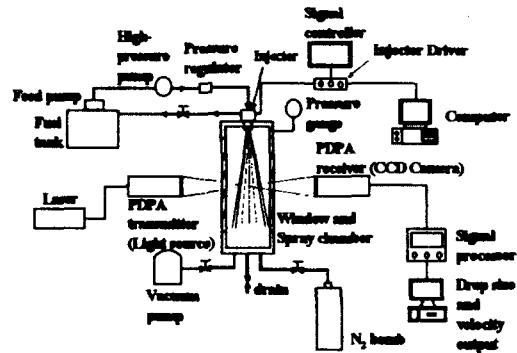 Signal
controller
High-
pressure
pump
Pressure
regulator
Injector
Injector Driver
Feed pump
Fuel
tank
Pressure
gauge
Computer
PDPA
receiver (CCD Camera)
Laser
PDPA
transmitter
(Light source)
Window and
Spray chamber
Signal
processor
Vacuum
pump
drain
Drop size
and
velocity
output
N₂ bomb